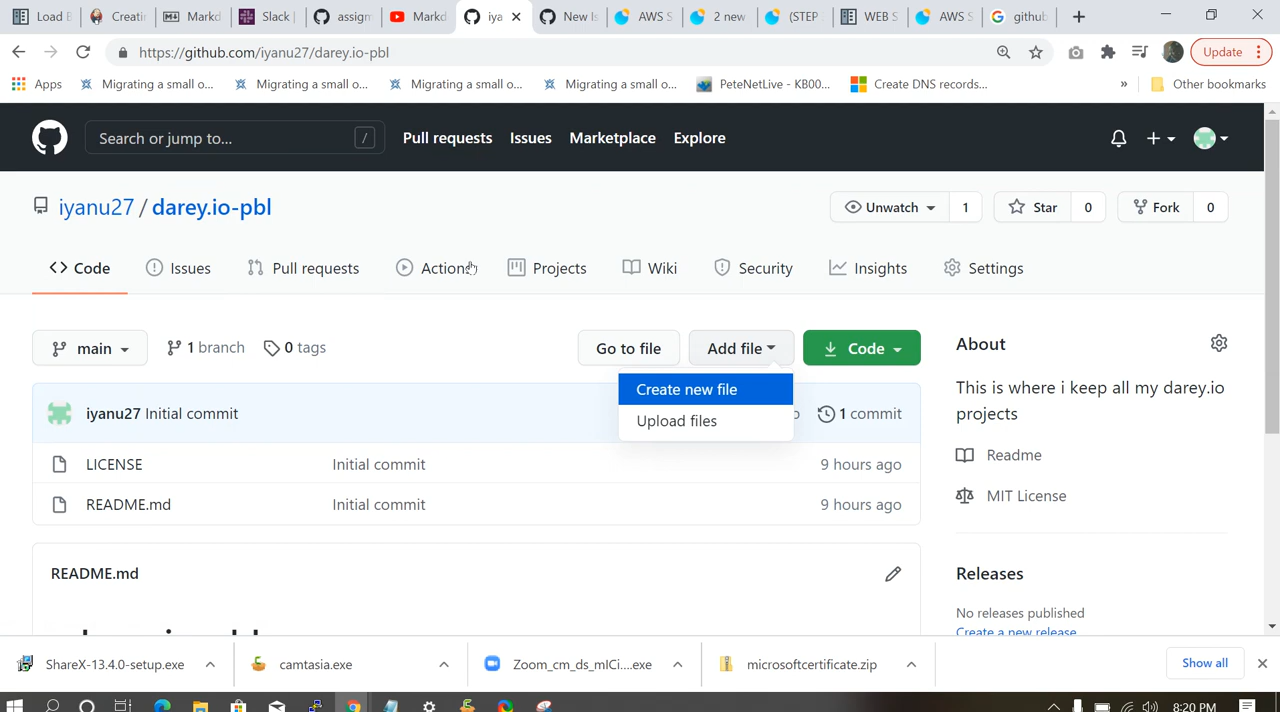 Load B
Creatin
Markd
Slack |
assign
Markd
iya
New Is
AWS S
2 new
(STEP
WEB S
AWS S
github
https://github.com/iyanu27/darey.io-pbl
Update
Apps
Migrating a small o...
Migrating a small o...
Migrating a small o...
Migrating a small o...
PeteNetLive - KB00...
Create DNS records...
»
Other bookmarks
Search or jump to...
/
Pull requests
Issues
Marketplace
Explore
iyanu27 / darey.io-pbl
Unwatch
1
Star
0
Fork
0
Code
Issues
Pull requests
Actions
Projects
Wiki
Security
Insights
Settings
main
1 branch
0 tags
Go to file
Add file
Code
Create new file
Upload files
iyanu27 Initial commit
1 commit
LICENSE
Initial commit
9 hours ago
README.md
Initial commit
9 hours ago
README.md
About
This is where i keep all my darey.io
projects
Readme
MIT License
Releases
No releases published
Create a new release
ShareX-13.4.0-setup.exe
camtasia.exe
Zoom_cm_ds_mICi....exe
microsoftcertificate.zip
Show all
8:20 PM